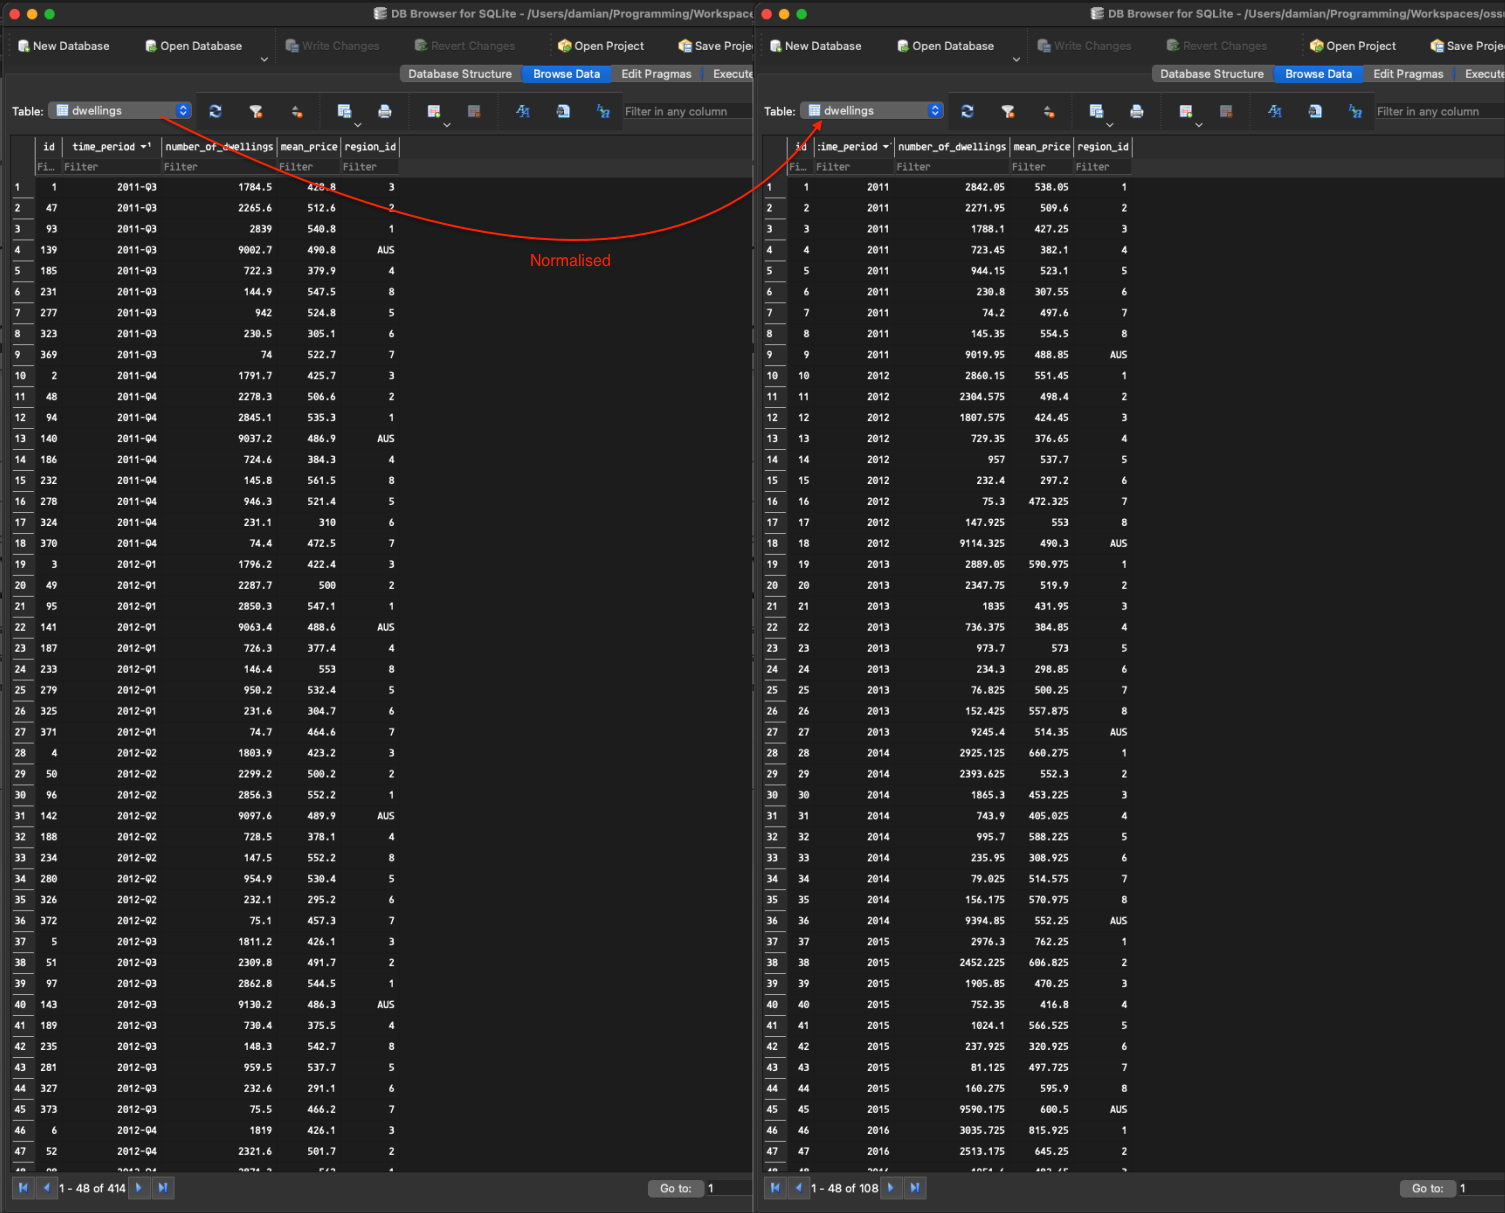 DB Browser for SQLite - /Users/damian/Programming/Workspace
New Database Open Database Write Changes Revert Changes Open Project Save Proje
Database Structure Browse Data Edit Pragmas Execute
Table: dwellings Filter in any column
id time_period number_of_dwellings mean_price region_id
Fi... Filter Filter Filter Filter
1 1 2011-Q3 1784.5 428.8 3
2 47 2011-Q3 2265.6 512.6 2
3 93 2011-Q3 2839 540.8 1
4 139 2011-Q3 9002.7 490.8 AUS
5 185 2011-Q3 722.3 379.9 4
6 231 2011-Q3 144.9 547.5 8
7 277 2011-Q3 942 524.8 5
8 323 2011-Q3 230.5 305.1 6
9 369 2011-Q3 74 522.7 7
10 2 2011-Q4 1791.7 425.7 3
11 48 2011-Q4 2278.3 506.6 2
12 94 2011-Q4 2845.1 535.3 1
13 140 2011-Q4 9037.2 486.9 AUS
14 186 2011-Q4 724.6 384.3 4
15 232 2011-Q4 145.8 561.5 8
16 278 2011-Q4 946.3 521.4 5
17 324 2011-Q4 231.1 310 6
18 370 2011-Q4 74.4 472.5 7
19 3 2012-Q1 1796.2 422.4 3
20 49 2012-Q1 2287.7 500 2
21 95 2012-Q1 2850.3 547.1 1
22 141 2012-Q1 9063.4 488.6 AUS
23 187 2012-Q1 726.3 377.4 4
24 233 2012-Q1 146.4 553 8
25 279 2012-Q1 950.2 532.4 5
26 325 2012-Q1 231.6 304.7 6
27 371 2012-Q1 74.7 464.6 7
28 4 2012-Q2 1803.9 423.2 3
29 50 2012-Q2 2299.2 500.2 2
30 96 2012-Q2 2856.3 552.2 1
31 142 2012-Q2 9097.6 489.9 AUS
32 188 2012-Q2 728.5 378.1 4
33 234 2012-Q2 147.5 552.2 8
34 280 2012-Q2 954.9 530.4 5
35 326 2012-Q2 232.1 295.2 6
36 372 2012-Q2 75.1 457.3 7
37 5 2012-Q3 1811.2 426.1 3
38 51 2012-Q3 2309.8 491.7 2
39 97 2012-Q3 2862.8 544.5 1
40 143 2012-Q3 9130.2 486.3 AUS
41 189 2012-Q3 730.4 375.5 4
42 235 2012-Q3 148.3 542.7 8
43 281 2012-Q3 959.5 537.7 5
44 327 2012-Q3 232.6 291.1 6
45 373 2012-Q3 75.5 466.2 7
46 6 2012-Q4 1819 426.1 3
47 52 2012-Q4 2321.6 501.7 2
1 - 48 of 414 Go to: 1
Normalised
DB Browser for SQLite - /Users/damian/Programming/Workspaces/oss
New Database Open Database Write Changes Revert Changes Open Project Save Proje
Database Structure Browse Data Edit Pragmas Execute
Table: dwellings Filter in any column
id time_period number_of_dwellings mean_price region_id
Fi... Filter Filter Filter Filter
1 1 2011 2842.05 538.05 1
2 2 2011 2271.95 509.6 2
3 3 2011 1788.1 427.25 3
4 4 2011 723.45 382.1 4
5 5 2011 944.15 523.1 5
6 6 2011 230.8 307.55 6
7 7 2011 74.2 497.6 7
8 8 2011 145.35 554.5 8
9 9 2011 9019.95 488.85 AUS
10 10 2012 2860.15 551.45 1
11 11 2012 2304.575 498.4 2
12 12 2012 1807.575 424.45 3
13 13 2012 729.35 376.65 4
14 14 2012 957 537.7 5
15 15 2012 232.4 297.2 6
16 16 2012 75.3 472.325 7
17 17 2012 147.925 553 8
18 18 2012 9114.325 490.3 AUS
19 19 2013 2889.05 590.975 1
20 20 2013 2347.75 519.9 2
21 21 2013 1835 431.95 3
22 22 2013 736.375 384.85 4
23 23 2013 973.7 573 5
24 24 2013 234.3 298.85 6
25 25 2013 76.825 500.25 7
26 26 2013 152.425 557.875 8
27 27 2013 9245.4 514.35 AUS
28 28 2014 2925.125 660.275 1
29 29 2014 2393.625 552.3 2
30 30 2014 1865.3 453.225 3
31 31 2014 743.9 405.025 4
32 32 2014 995.7 588.225 5
33 33 2014 235.95 308.925 6
34 34 2014 79.025 514.575 7
35 35 2014 156.175 570.975 8
36 36 2014 9394.85 552.25 AUS
37 37 2015 2976.3 762.25 1
38 38 2015 2452.225 606.825 2
39 39 2015 1905.85 470.25 3
40 40 2015 752.35 416.8 4
41 41 2015 1024.1 566.525 5
42 42 2015 237.925 320.925 6
43 43 2015 81.125 497.725 7
44 44 2015 160.275 595.9 8
45 45 2015 9590.175 600.5 AUS
46 46 2016 3035.725 815.925 1
47 47 2016 2513.175 645.25 2
1 - 48 of 108 Go to: 1